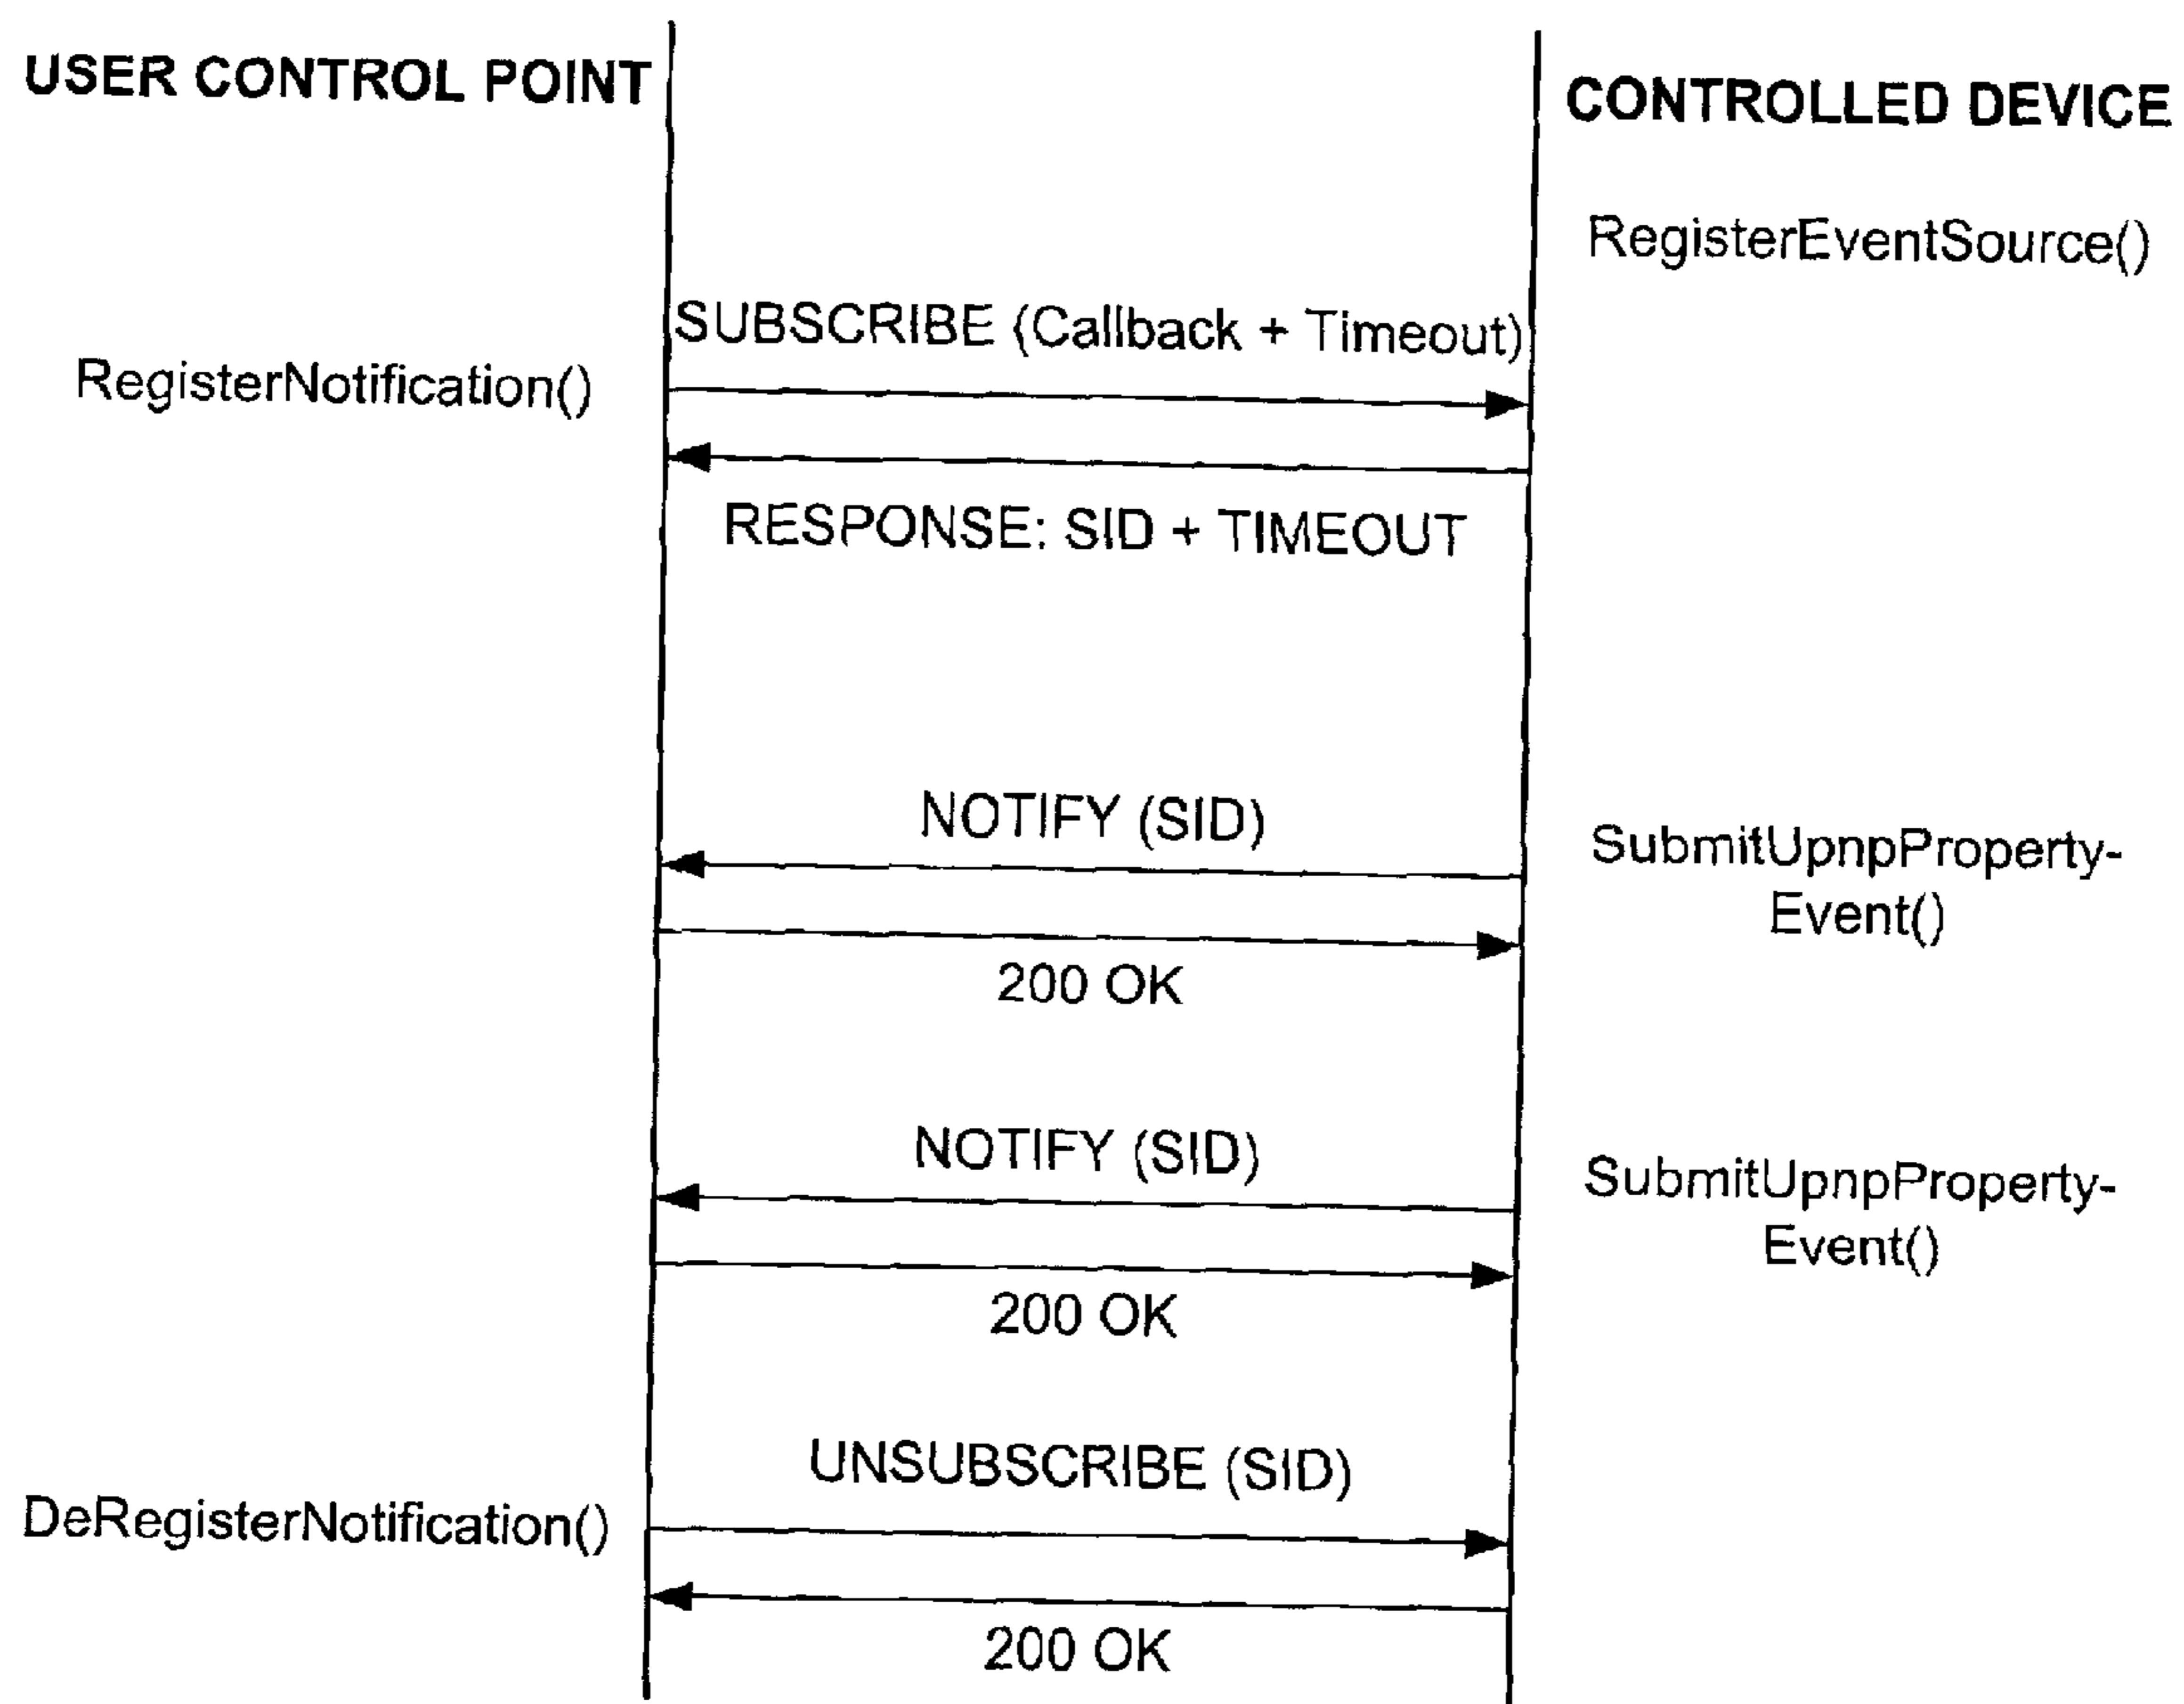 USER CONTROL POINT
CONTROLLED DEVICE
RegisterEventSource()
SUBSCRIBE (Callback + Timeout)
RegisterNotification()
RESPONSE: SID + TIMEOUT
NOTIFY (SID)
SubmitUpnpProperty-
Event()
200 OK
NOTIFY (SID)
SubmitUpnpProperty-
Event()
200 OK
UNSUBSCRIBE (SID)
DeRegisterNotification()
200 OK